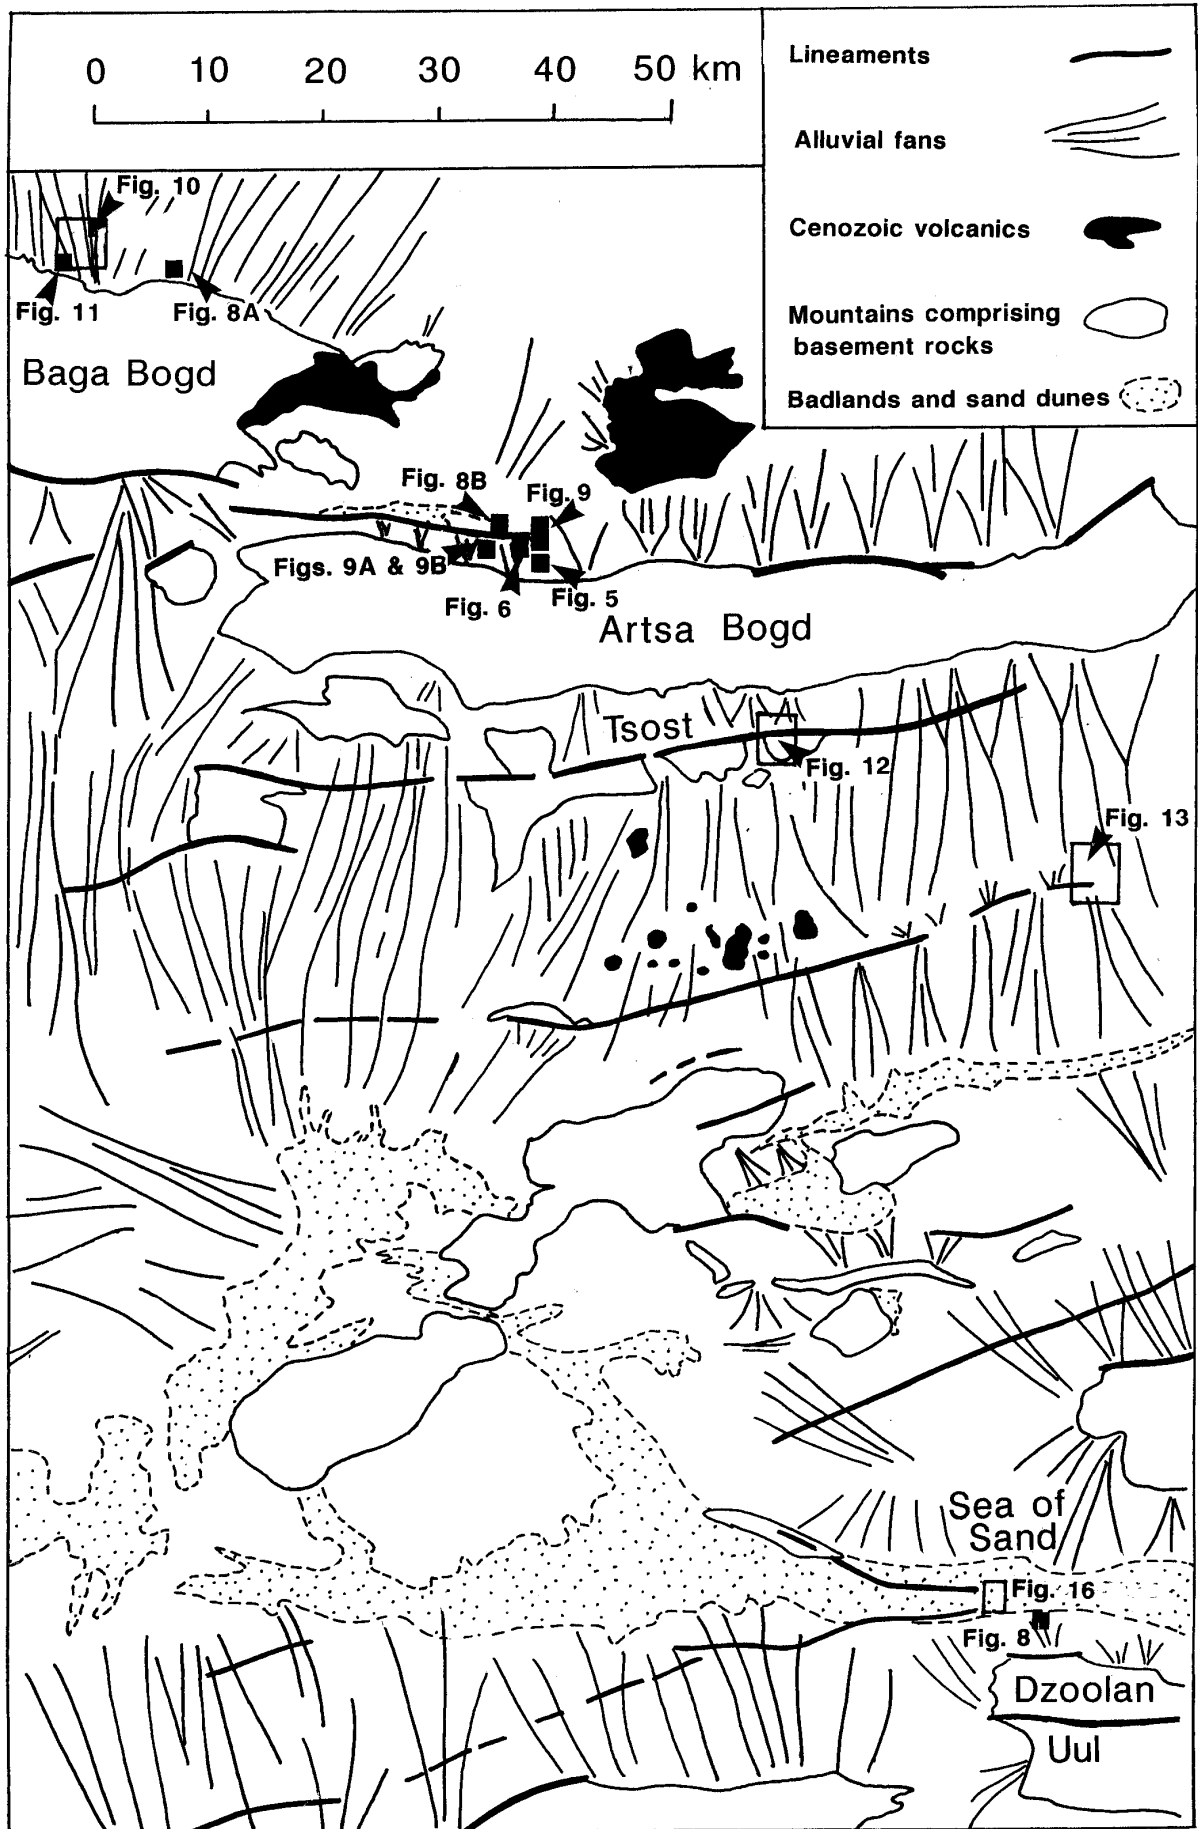 0 10 20 30 40 50 km
Lineaments
Alluvial fans
Cenozoic volcanics
Mountains comprising
basement rocks
Badlands and sand dunes
Fig. 10
Fig. 11
Fig. 8A
Baga Bogd
Fig. 8B
Fig. 9
Figs. 9A & 9B
Fig. 6
Fig. 5
Artsa Bogd
Tsost
Fig. 12
Fig. 13
Sea of
Sand
Fig. 16
Fig. 8
Dzoolan
Uul